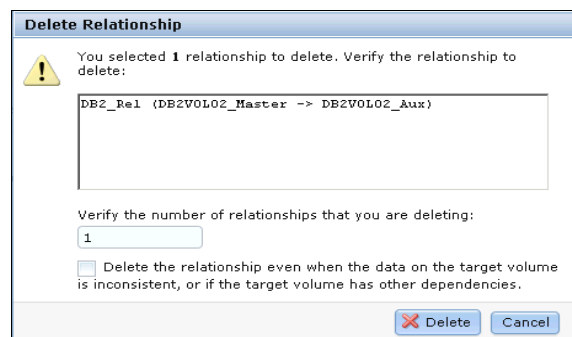 Delete Relationship
You selected 1 relationship to delete. Verify the relationship to
delete:
DB2_Rel (DB2VOL02_Master -> DB2VOL02_Aux)
Verify the number of relationships that you are deleting:
1
Delete the relationship even when the data on the target volume
is inconsistent, or if the target volume has other dependencies.
Delete Cancel